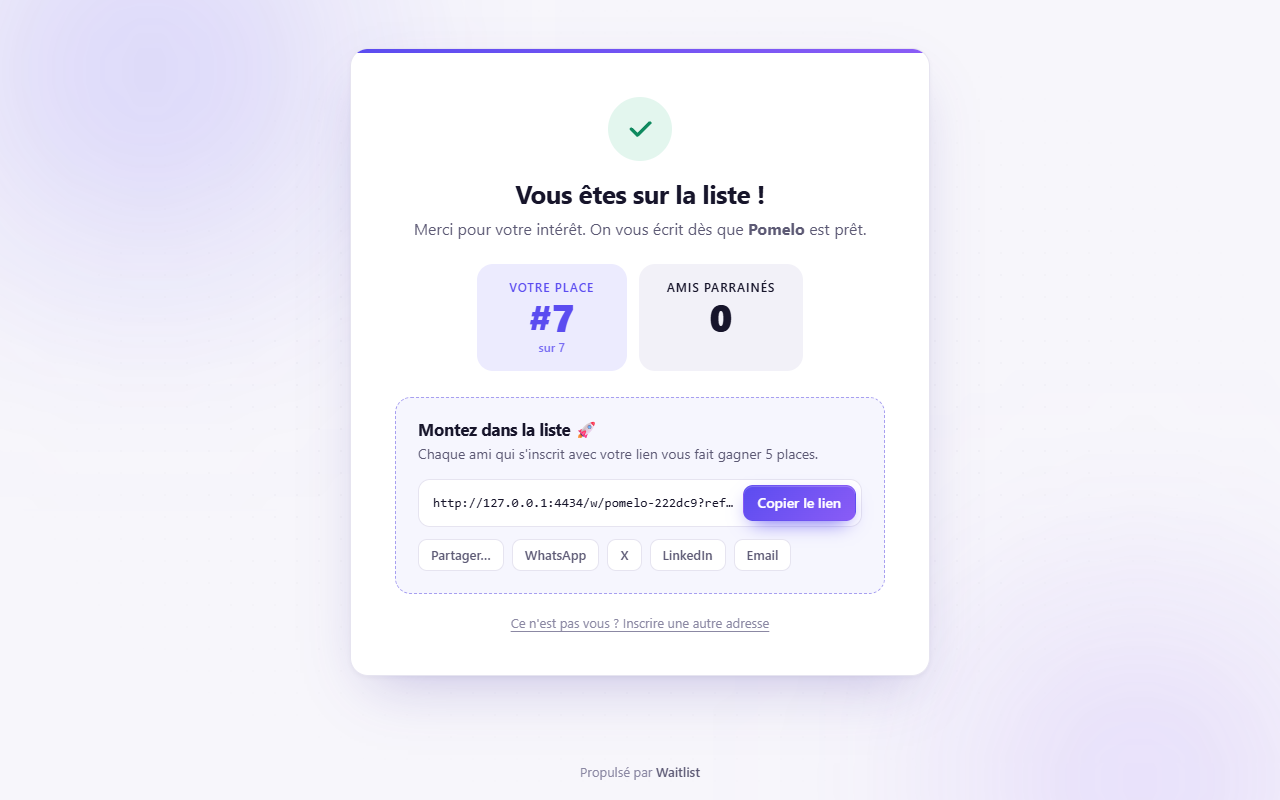 Vous êtes sur la liste !
Merci pour votre intérêt. On vous écrit dès que Pomelo est prêt.
VOTRE PLACE
#7
sur 7
AMIS PARRAINÉS
0
Montez dans la liste 🚀
Chaque ami qui s'inscrit avec votre lien vous fait gagner 5 places.
http://127.0.0.1:4434/w/pomelo-222dc9?ref…
Copier le lien
Partager…
WhatsApp
X
LinkedIn
Email
Ce n'est pas vous ? Inscrire une autre adresse
Propulsé par Waitlist